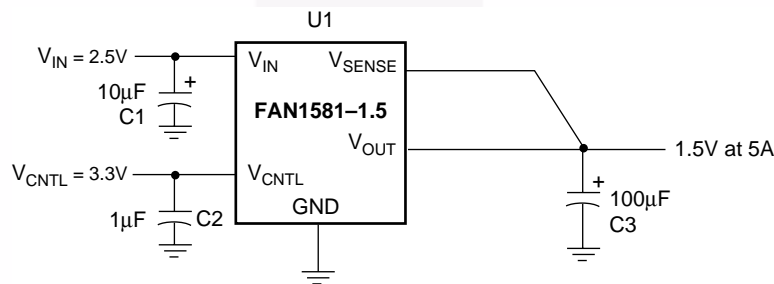 U1
V_IN = 2.5V
V_IN
V_SENSE
+
10µF
C1
FAN1581–1.5
V_OUT
1.5V at 5A
V_CNTL = 3.3V
V_CNTL
+
100µF
C3
1µF
C2
GND